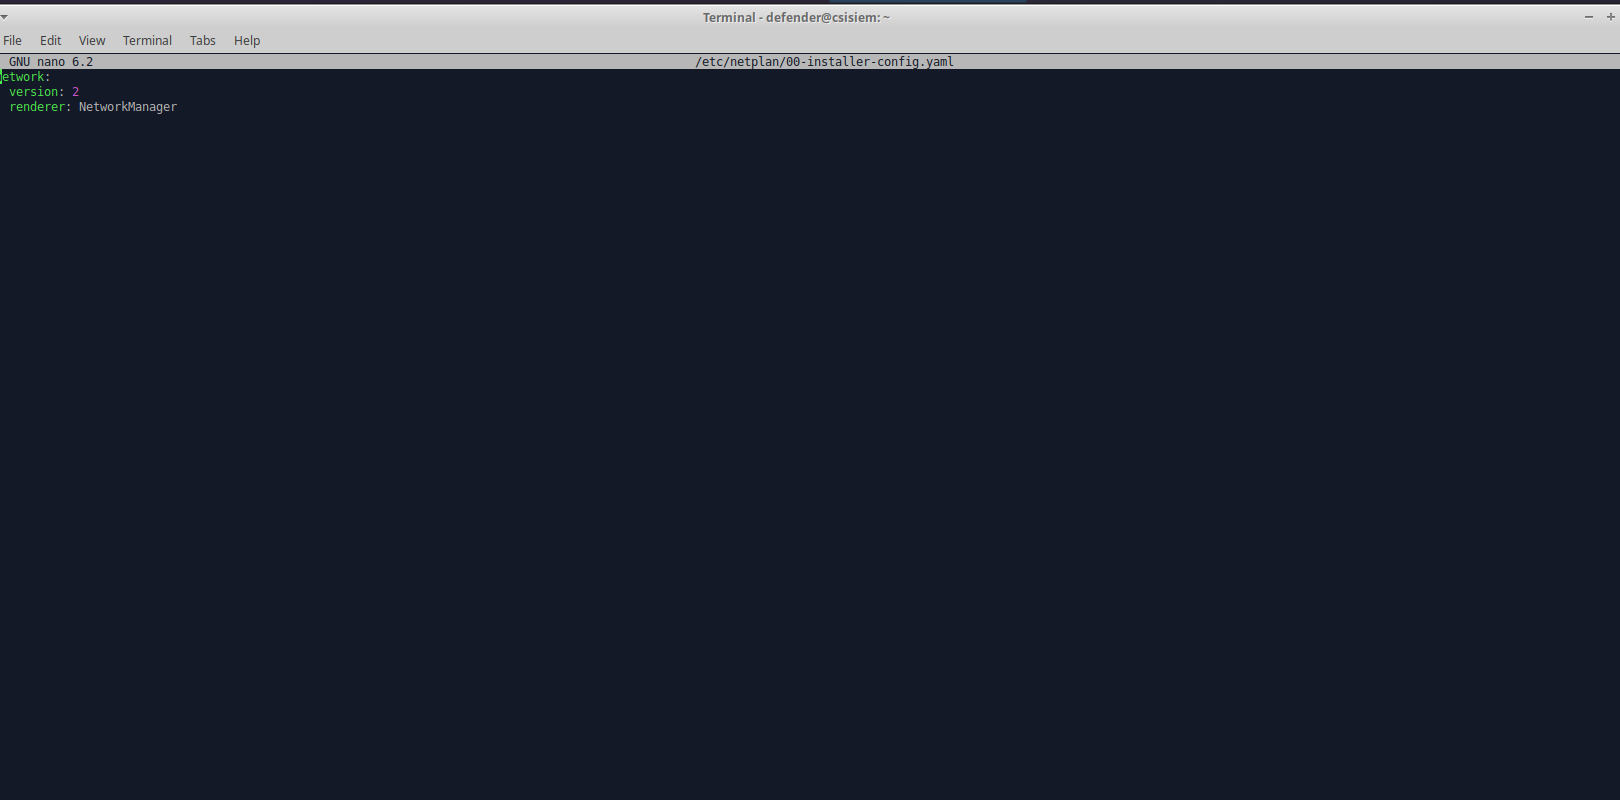 Terminal - defender@csisiem: ~
File Edit View Terminal Tabs Help
GNU nano 6.2 /etc/netplan/00-installer-config.yaml
etwork:
version: 2
renderer: NetworkManager